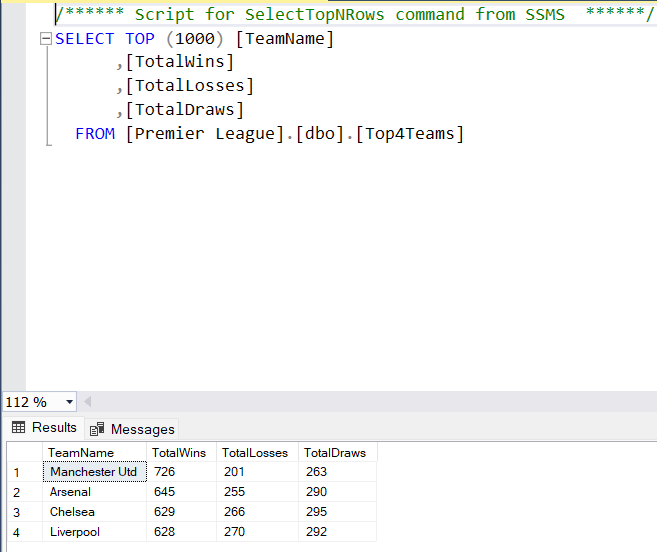 /****** Script for SelectTopNRows command from SSMS  ******/
SELECT TOP (1000) [TeamName]
      ,[TotalWins]
      ,[TotalLosses]
      ,[TotalDraws]
  FROM [Premier League].[dbo].[Top4Teams]
112 %
Results Messages
TeamName TotalWins TotalLosses TotalDraws
1 Manchester Utd 726 201 263
2 Arsenal 645 255 290
3 Chelsea 629 266 295
4 Liverpool 628 270 292